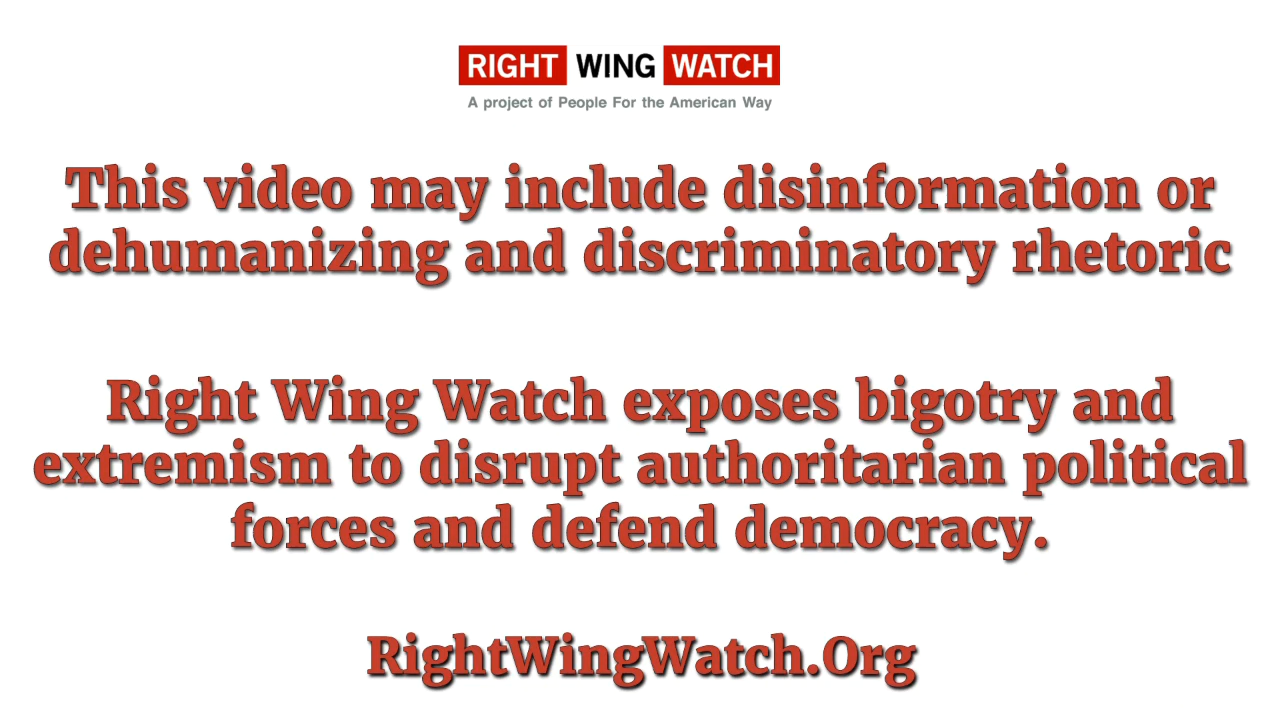 RIGHT WING WATCH
A project of People For the American Way
This video may include disinformation or
dehumanizing and discriminatory rhetoric
Right Wing Watch exposes bigotry and
extremism to disrupt authoritarian political
forces and defend democracy.
RightWingWatch.Org